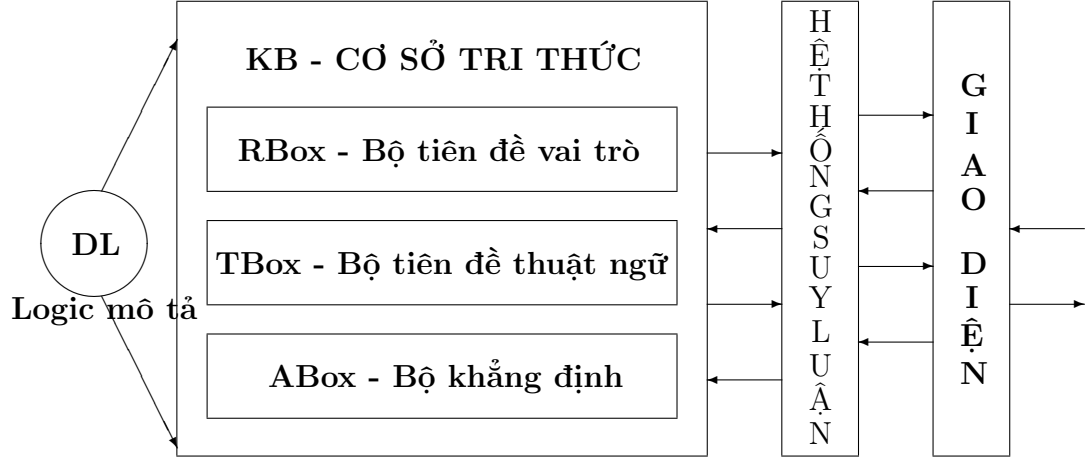 DL
Logic mô tả
KB - CƠ SỞ TRI THỨC
RBox - Bộ tiên đề vai trò
TBox - Bộ tiên đề thuật ngữ
ABox - Bộ khẳng định
HỆ THỐNG SUY LUẬN
GIAO DIỆN